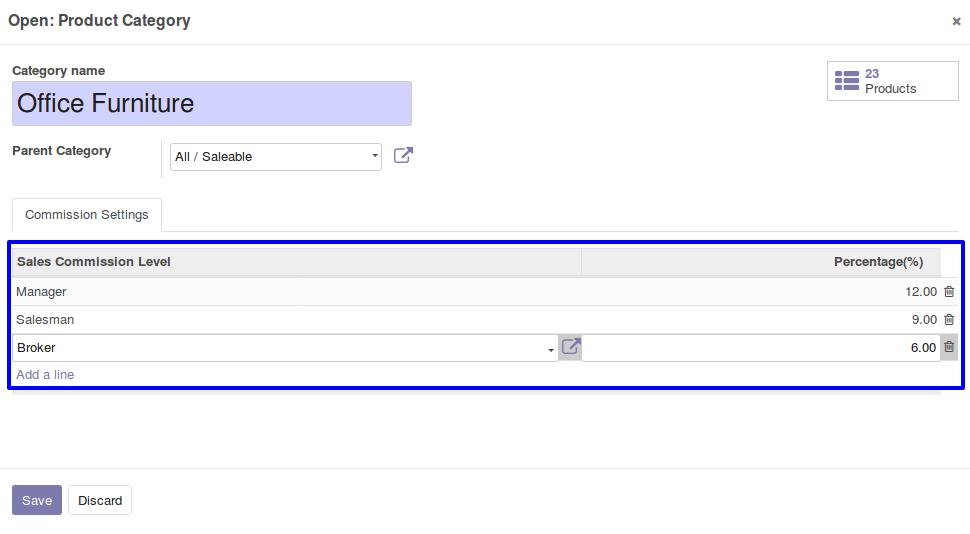 Open: Product Category ×
Category name
23
Products
Office Furniture
Parent Category All / Saleable
Commission Settings
Sales Commission Level Percentage(%)
Manager 12.00
Salesman 9.00
Broker 6.00
Add a line
Save Discard